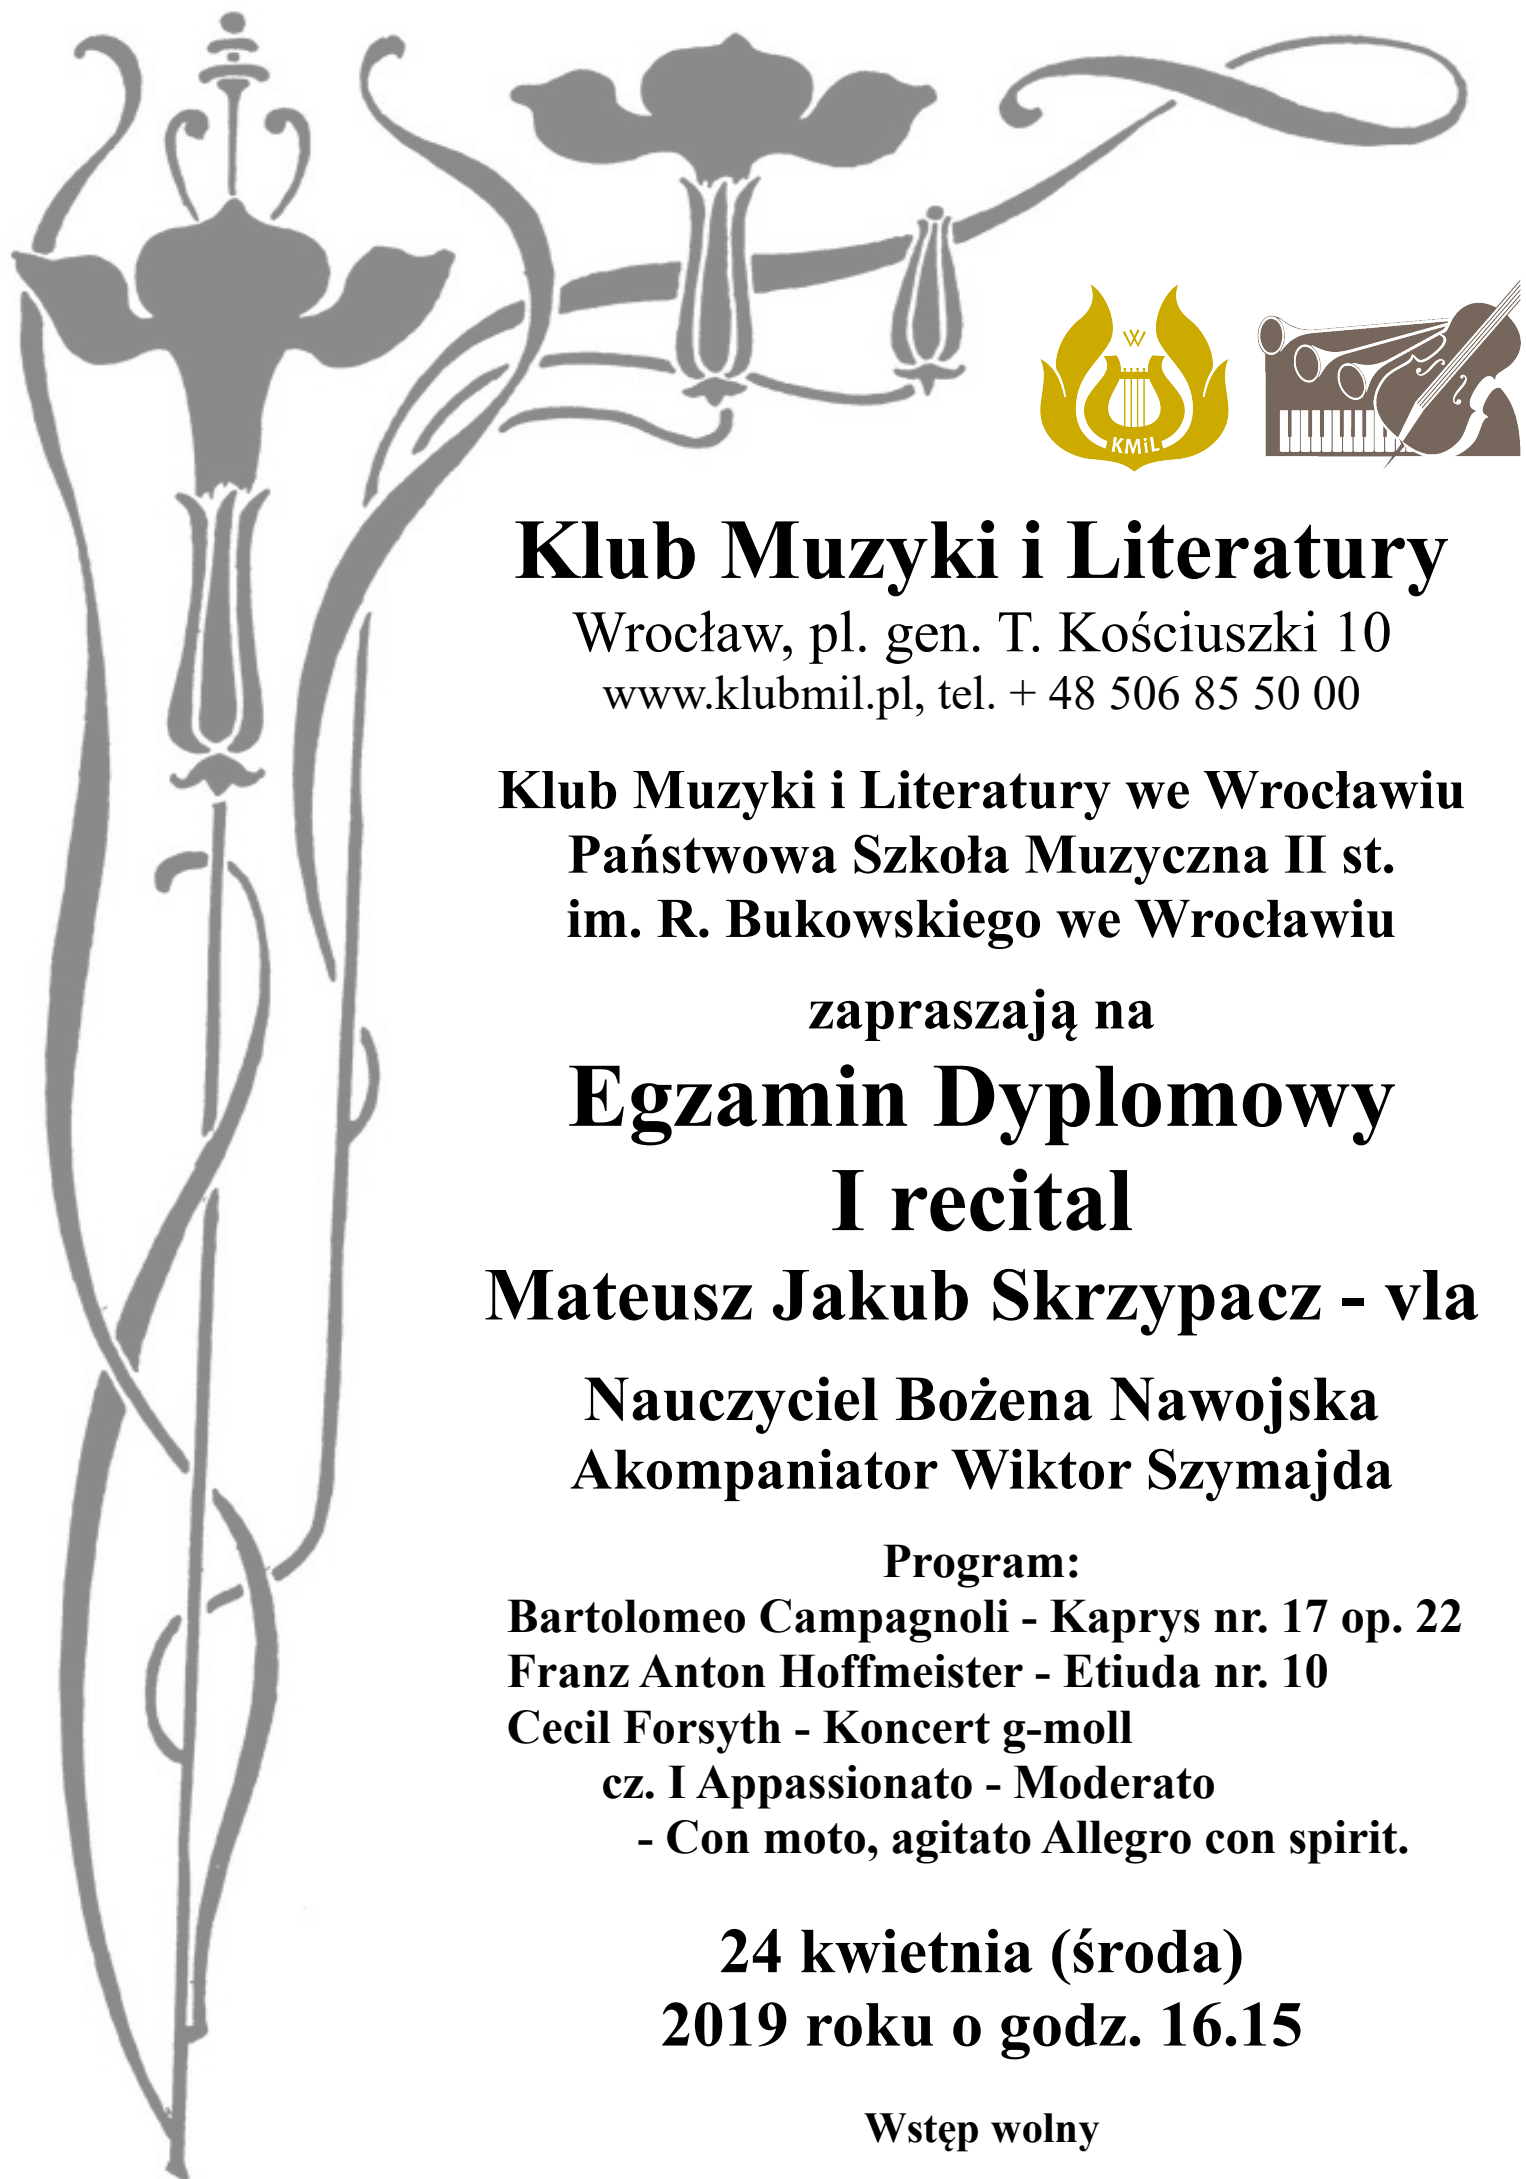 W
KMiL
Klub Muzyki i Literatury
Wrocław, pl. gen. T. Kościuszki 10
www.klubmil.pl, tel. + 48 506 85 50 00
Klub Muzyki i Literatury we Wrocławiu
Państwowa Szkoła Muzyczna II st.
im. R. Bukowskiego we Wrocławiu
zapraszają na
Egzamin Dyplomowy
I recital
Mateusz Jakub Skrzypacz - vla
Nauczyciel Bożena Nawojska
Akompaniator Wiktor Szymajda
Program:
Bartolomeo Campagnoli - Kaprys nr. 17 op. 22
Franz Anton Hoffmeister - Etiuda nr. 10
Cecil Forsyth - Koncert g-moll
cz. I Appassionato - Moderato
- Con moto, agitato Allegro con spirit.
24 kwietnia (środa)
2019 roku o godz. 16.15
Wstęp wolny